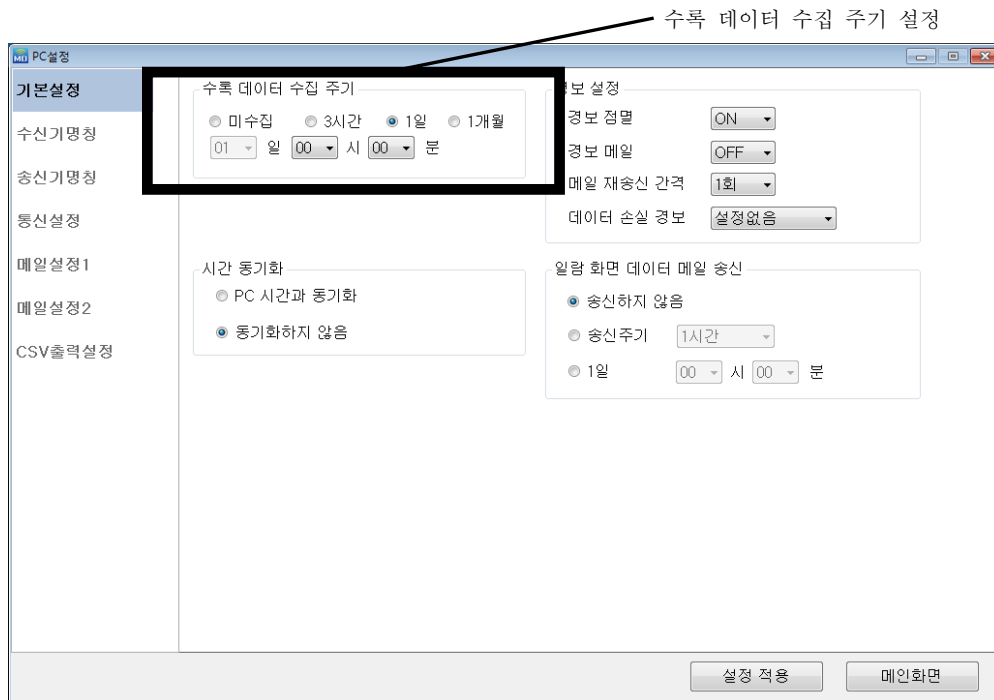 수록 데이터 수집 주기 설정
PC설정
기본설정
수신기명칭
송신기명칭
통신설정
메일설정1
메일설정2
CSV출력설정
수록 데이터 수집 주기
미수집 3시간 1일 1개월
01 일 00 시 00 분
시간 동기화
PC 시간과 동기화
동기화하지 않음
경보 설정
경보 점멸 ON
경보 메일 OFF
메일 재송신 간격 1회
데이터 손실 경보 설정없음
일람 화면 데이터 메일 송신
송신하지 않음
송신주기 1시간
1일 00 시 00 분
설정 적용 메인화면